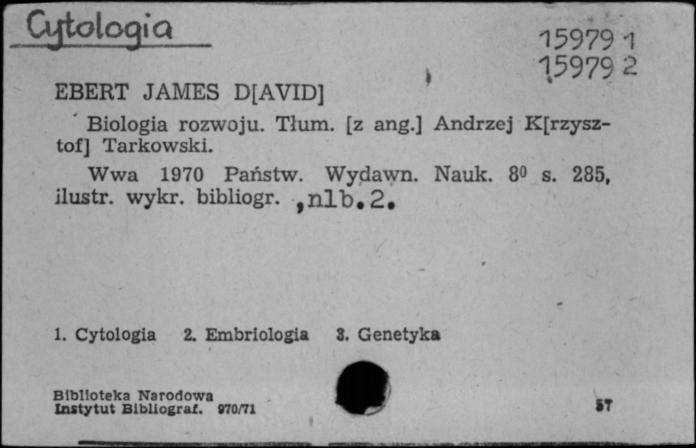 Cytologia
15979 1
15979 2
EBERT JAMES D[AVID]
Biologia rozwoju. Tłum. [z ang.] Andrzej K[rzysz-
tof] Tarkowski.
Wwa 1970 Państw. Wydawn. Nauk. 8⁰ s. 285,
ilustr. wykr. bibliogr. ,nlb.2.
1. Cytologia 2. Embriologia 3. Genetyka
Biblioteka Narodowa
Instytut Bibliograf. 970/71
57